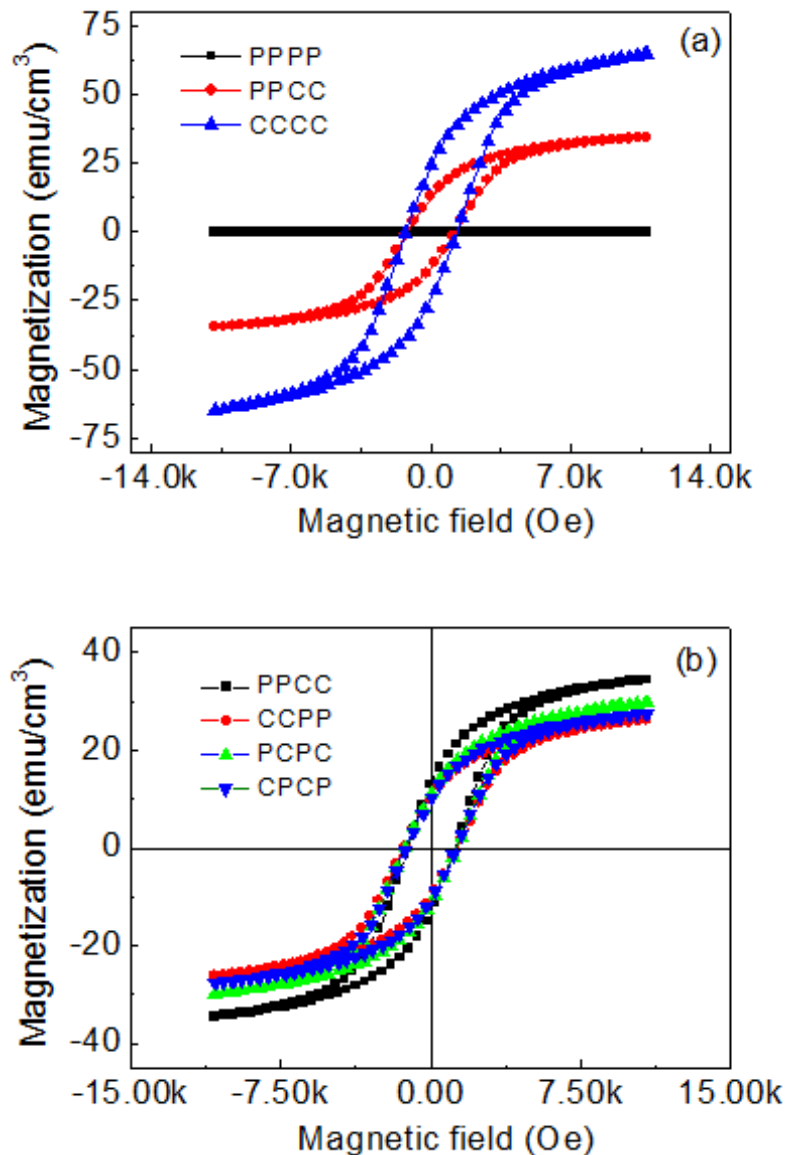 (a)
PPPP
PPCC
CCCC
Magnetization (emu/cm³)
75
50
25
0
-25
-50
-75
-14.0k -7.0k 0.0 7.0k 14.0k
Magnetic field (Oe)
(b)
PPCC
CCPP
PCPC
CPCP
Magnetization (emu/cm³)
40
20
0
-20
-40
-15.00k -7.50k 0.00 7.50k 15.00k
Magnetic field (Oe)